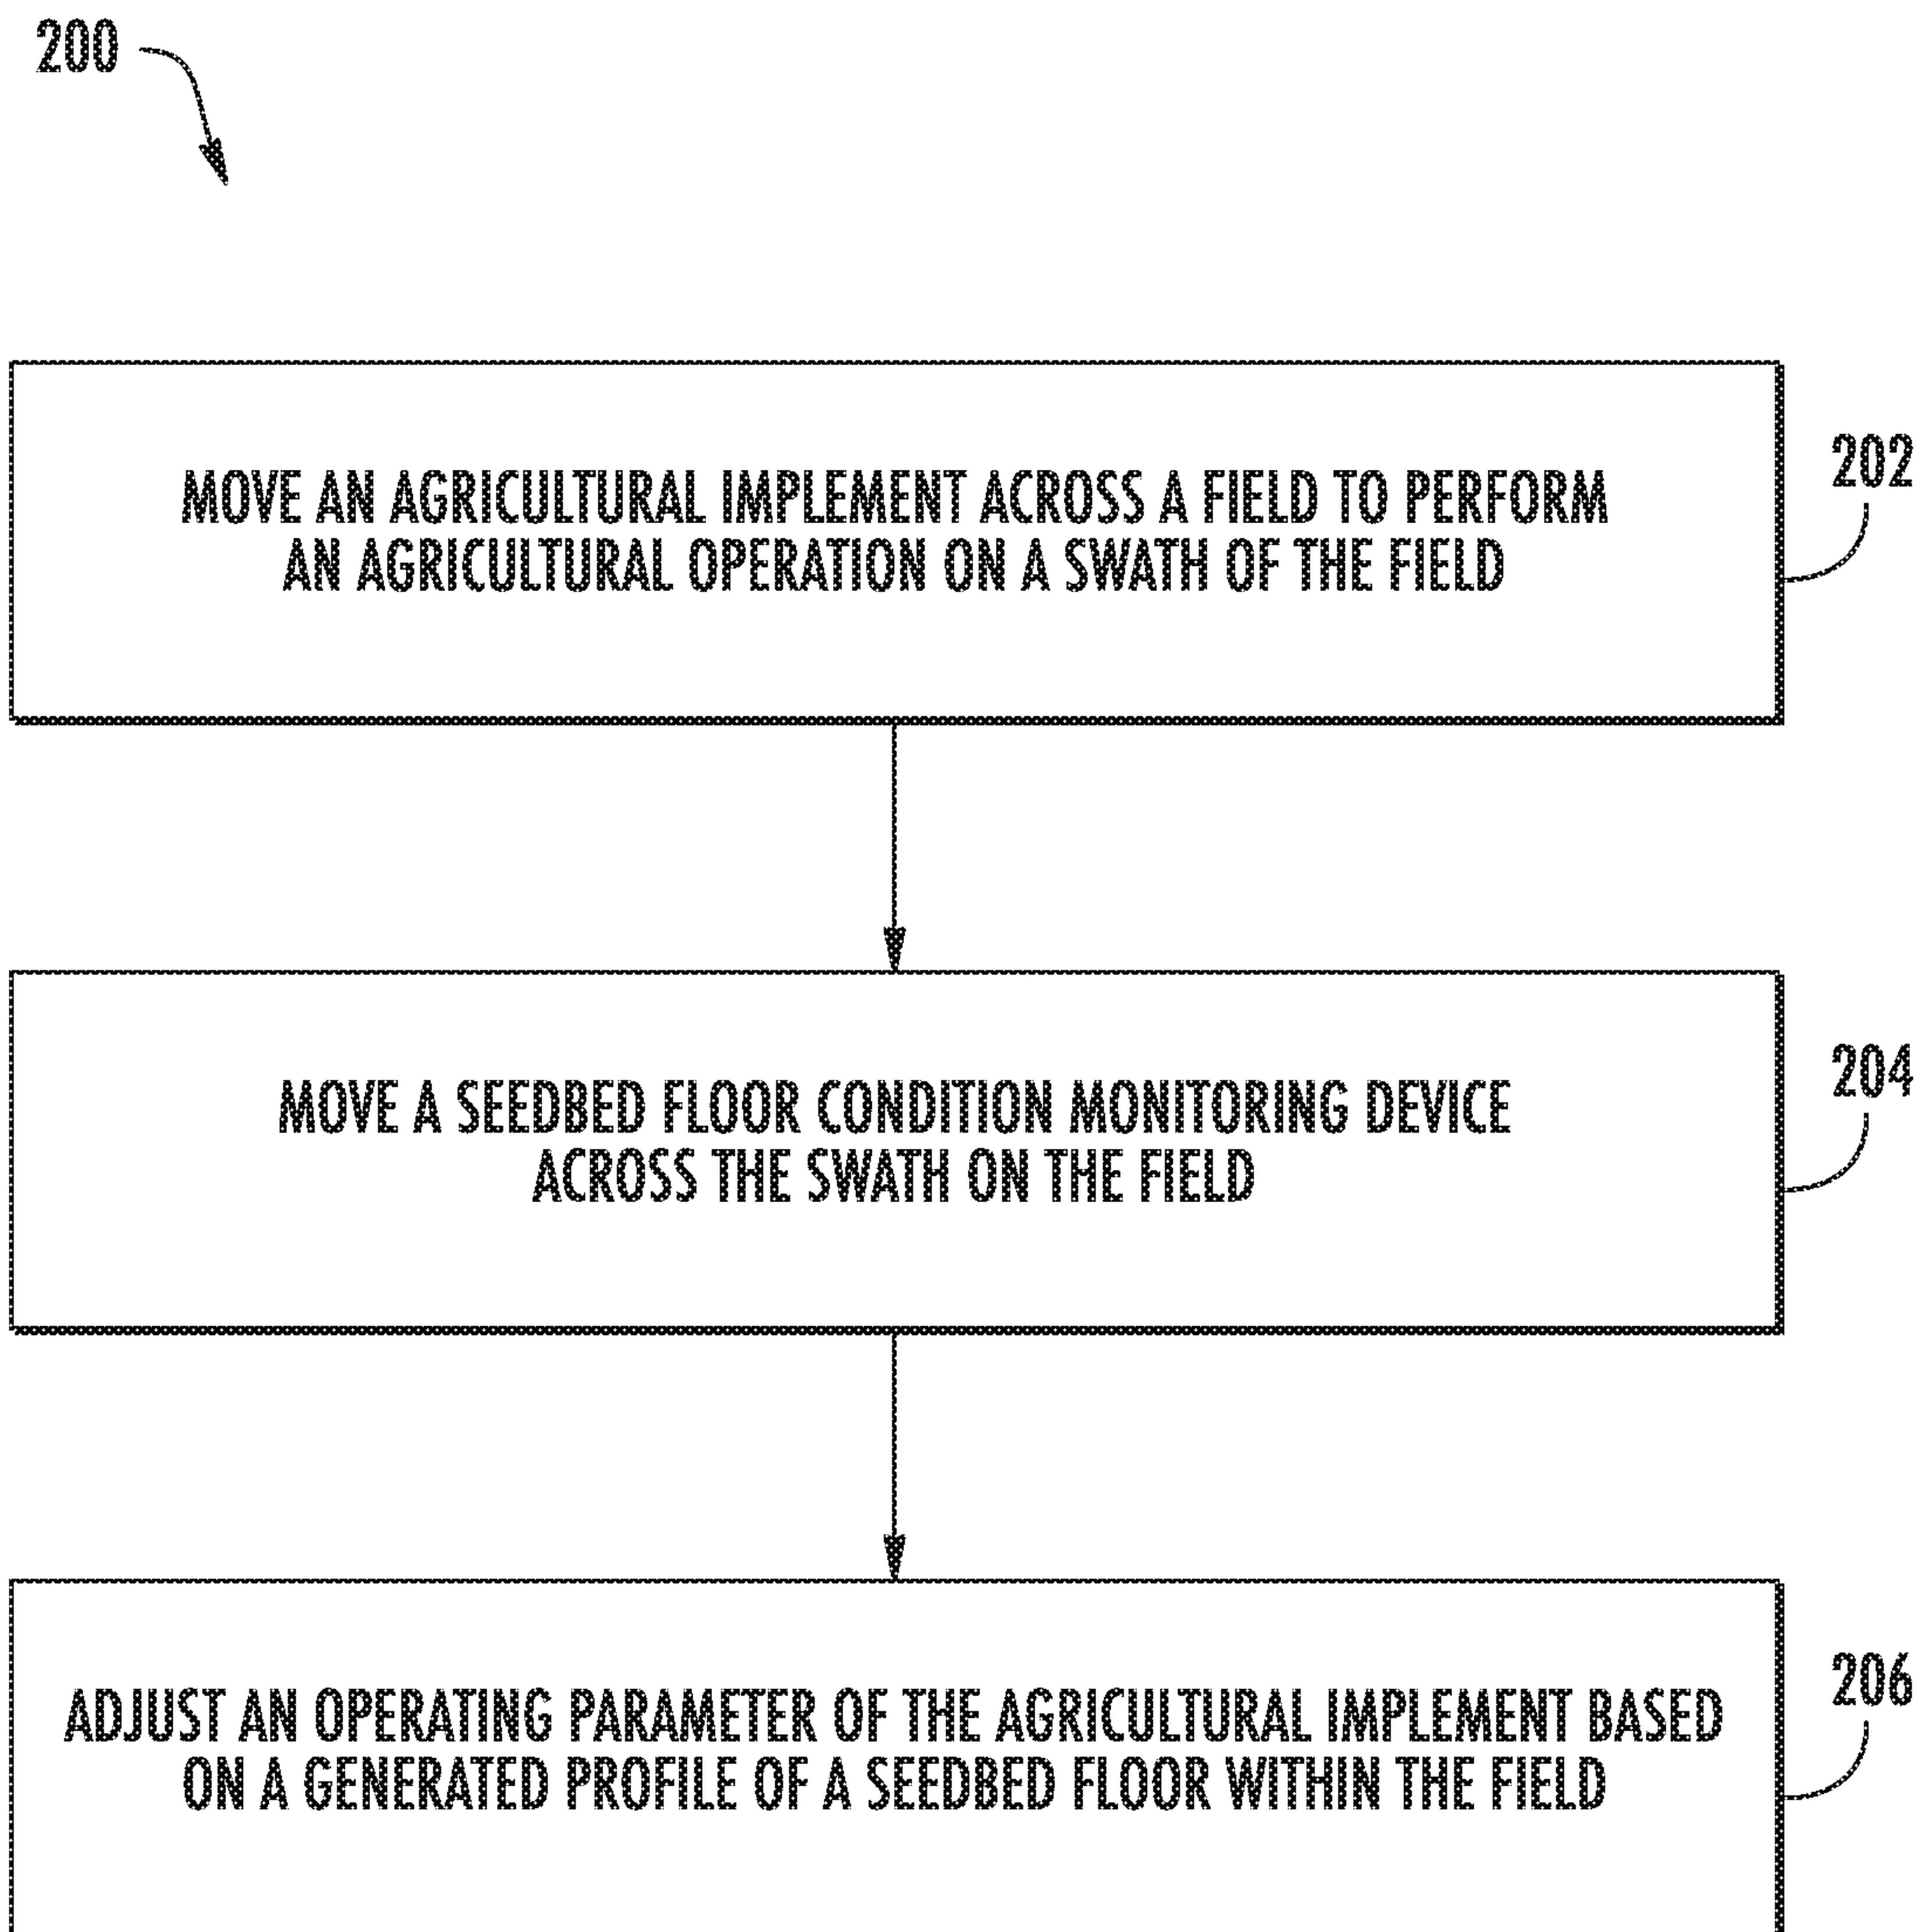 200
MOVE AN AGRICULTURAL IMPLEMENT ACROSS A FIELD TO PERFORM
AN AGRICULTURAL OPERATION ON A SWATH OF THE FIELD
202
MOVE A SEEDBED FLOOR CONDITION MONITORING DEVICE
ACROSS THE SWATH ON THE FIELD
204
ADJUST AN OPERATING PARAMETER OF THE AGRICULTURAL IMPLEMENT BASED
ON A GENERATED PROFILE OF A SEEDBED FLOOR WITHIN THE FIELD
206